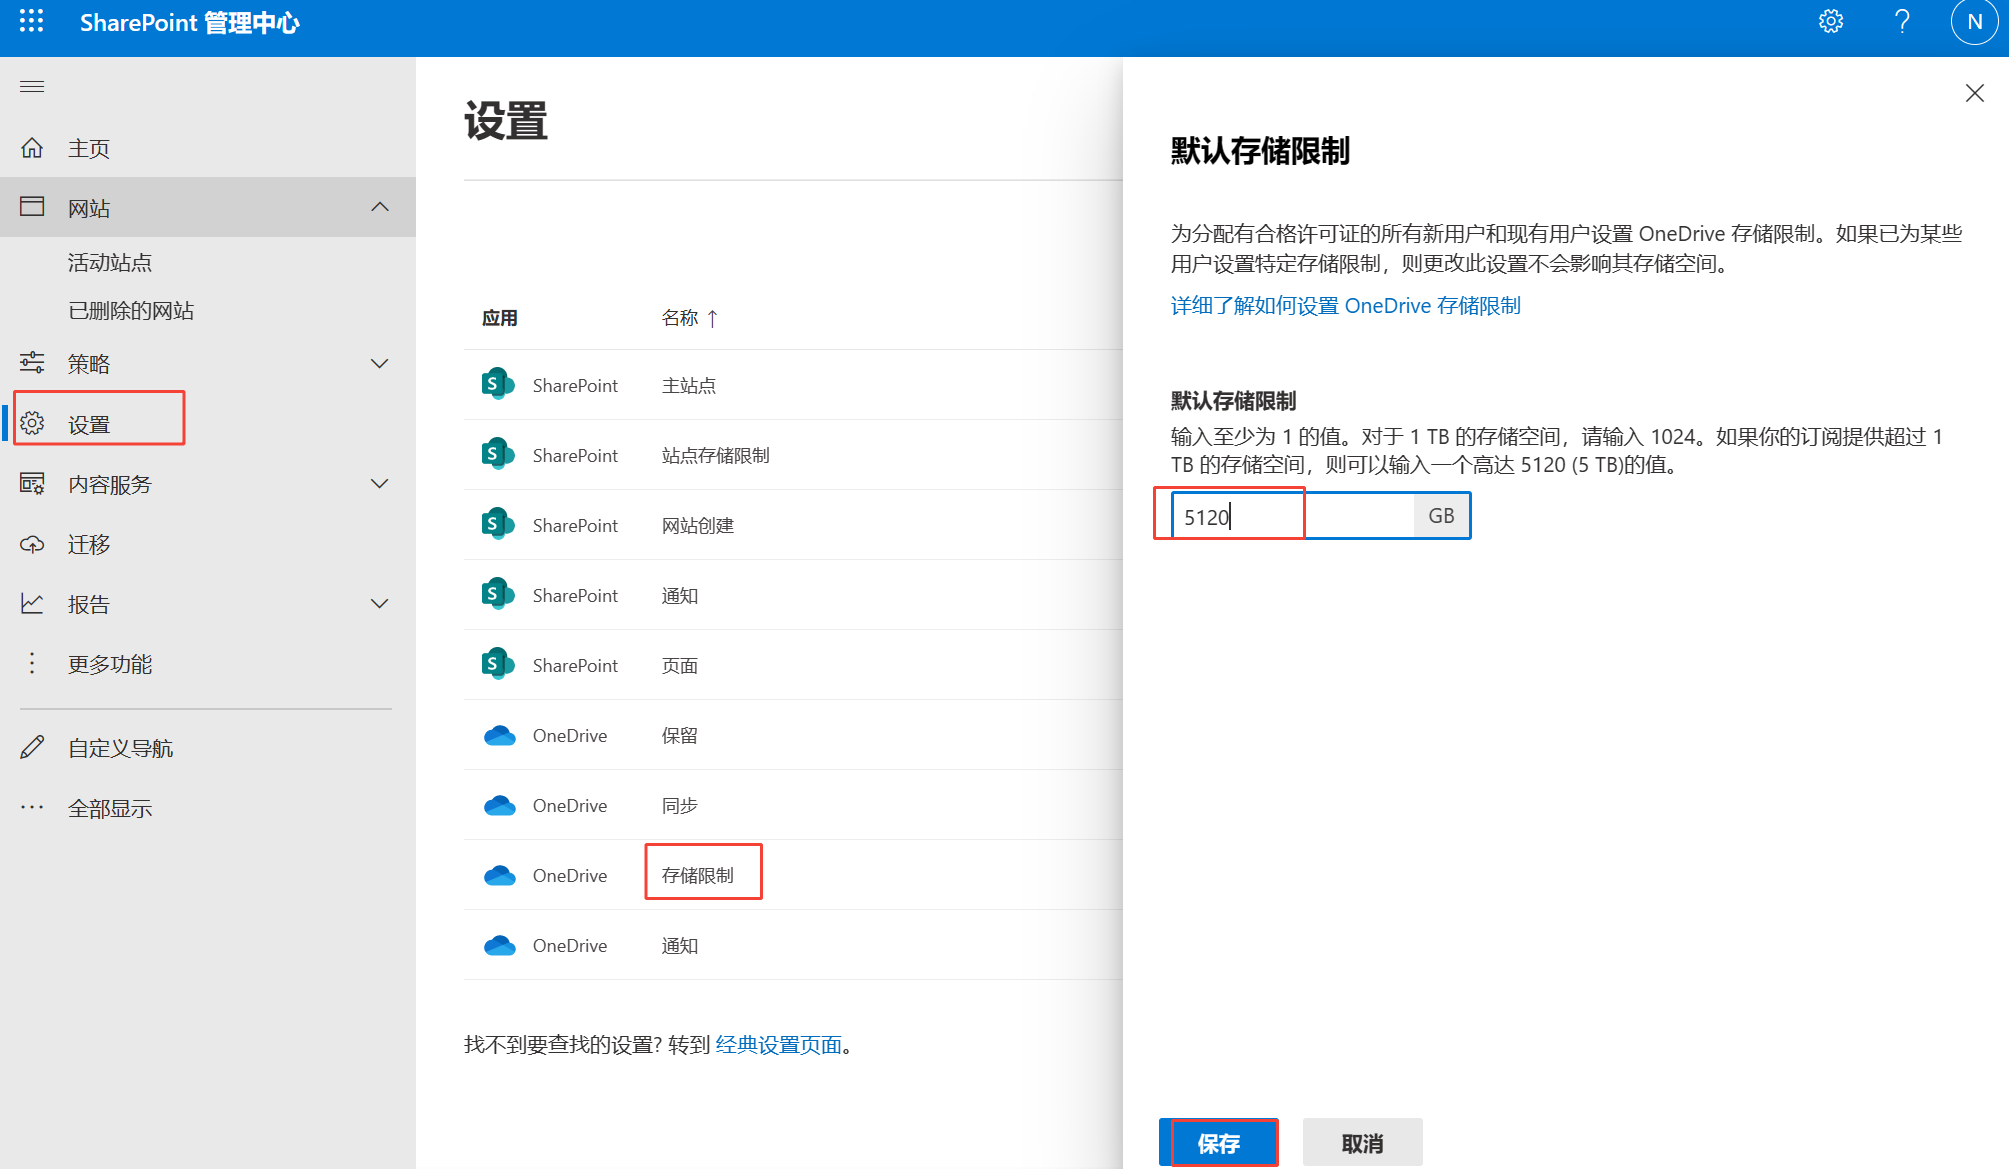 SharePoint 管理中心
N
主页
网站
活动站点
已删除的网站
策略
设置
内容服务
迁移
报告
更多功能
自定义导航
全部显示
设置
应用 名称 ↑
SharePoint 主站点
SharePoint 站点存储限制
SharePoint 网站创建
SharePoint 通知
SharePoint 页面
OneDrive 保留
OneDrive 同步
OneDrive 存储限制
OneDrive 通知
找不到要查找的设置? 转到 经典设置页面。
默认存储限制
为分配有合格许可证的所有新用户和现有用户设置 OneDrive 存储限制。如果已为某些
用户设置特定存储限制，则更改此设置不会影响其存储空间。
详细了解如何设置 OneDrive 存储限制
默认存储限制
输入至少为 1 的值。对于 1 TB 的存储空间，请输入 1024。如果你的订阅提供超过 1
TB 的存储空间，则可以输入一个高达 5120 (5 TB)的值。
5120 GB
保存 取消